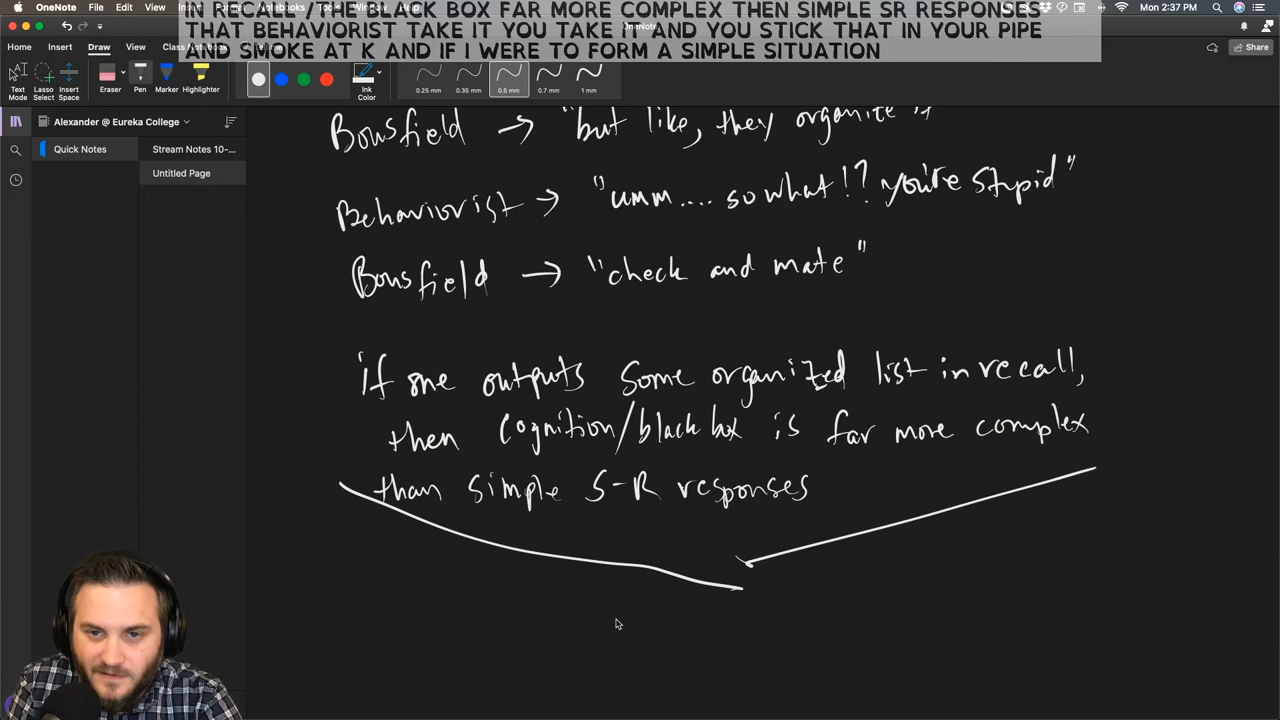 IN RECALL /THE BLACK BOX FAR MORE COMPLEX THEN SIMPLE SR RESPONSES
THAT BEHAVIORIST TAKE IT YOU TAKE IT AND YOU STICK THAT IN YOUR PIPE
AND SMOKE AT K AND IF I WERE TO FORM A SIMPLE SITUATION
OneNote File Edit View Notebooks Window Help
Mon 2:37 PM
Home Insert Draw View Class Notebook
Share
Text Mode
Lasso Select
Insert Space
Eraser
Pen
Marker
Highlighter
Ink Color
0.25 mm 0.35 mm 0.5 mm 0.7 mm 1 mm
Alexander @ Eureka College
Quick Notes
Stream Notes 10-...
Untitled Page
Bousfield → "but like, they organize it
Behaviorist → "umm.... so what!? you're stupid"
Bousfield → "check and mate"
if one outputs some organized list in recall,
then cognition/black box is far more complex
than simple S-R responses